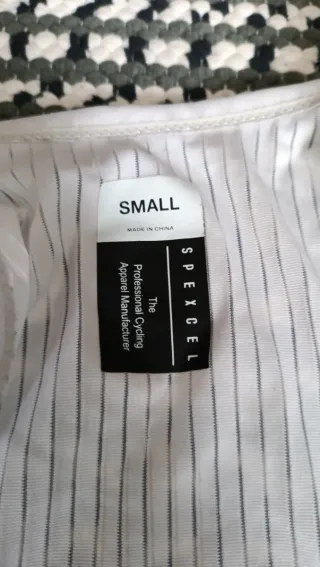 SMALL
MADE IN CHINA
SPEXCEL
The
Professional Cycling
Apparel Manufacturer